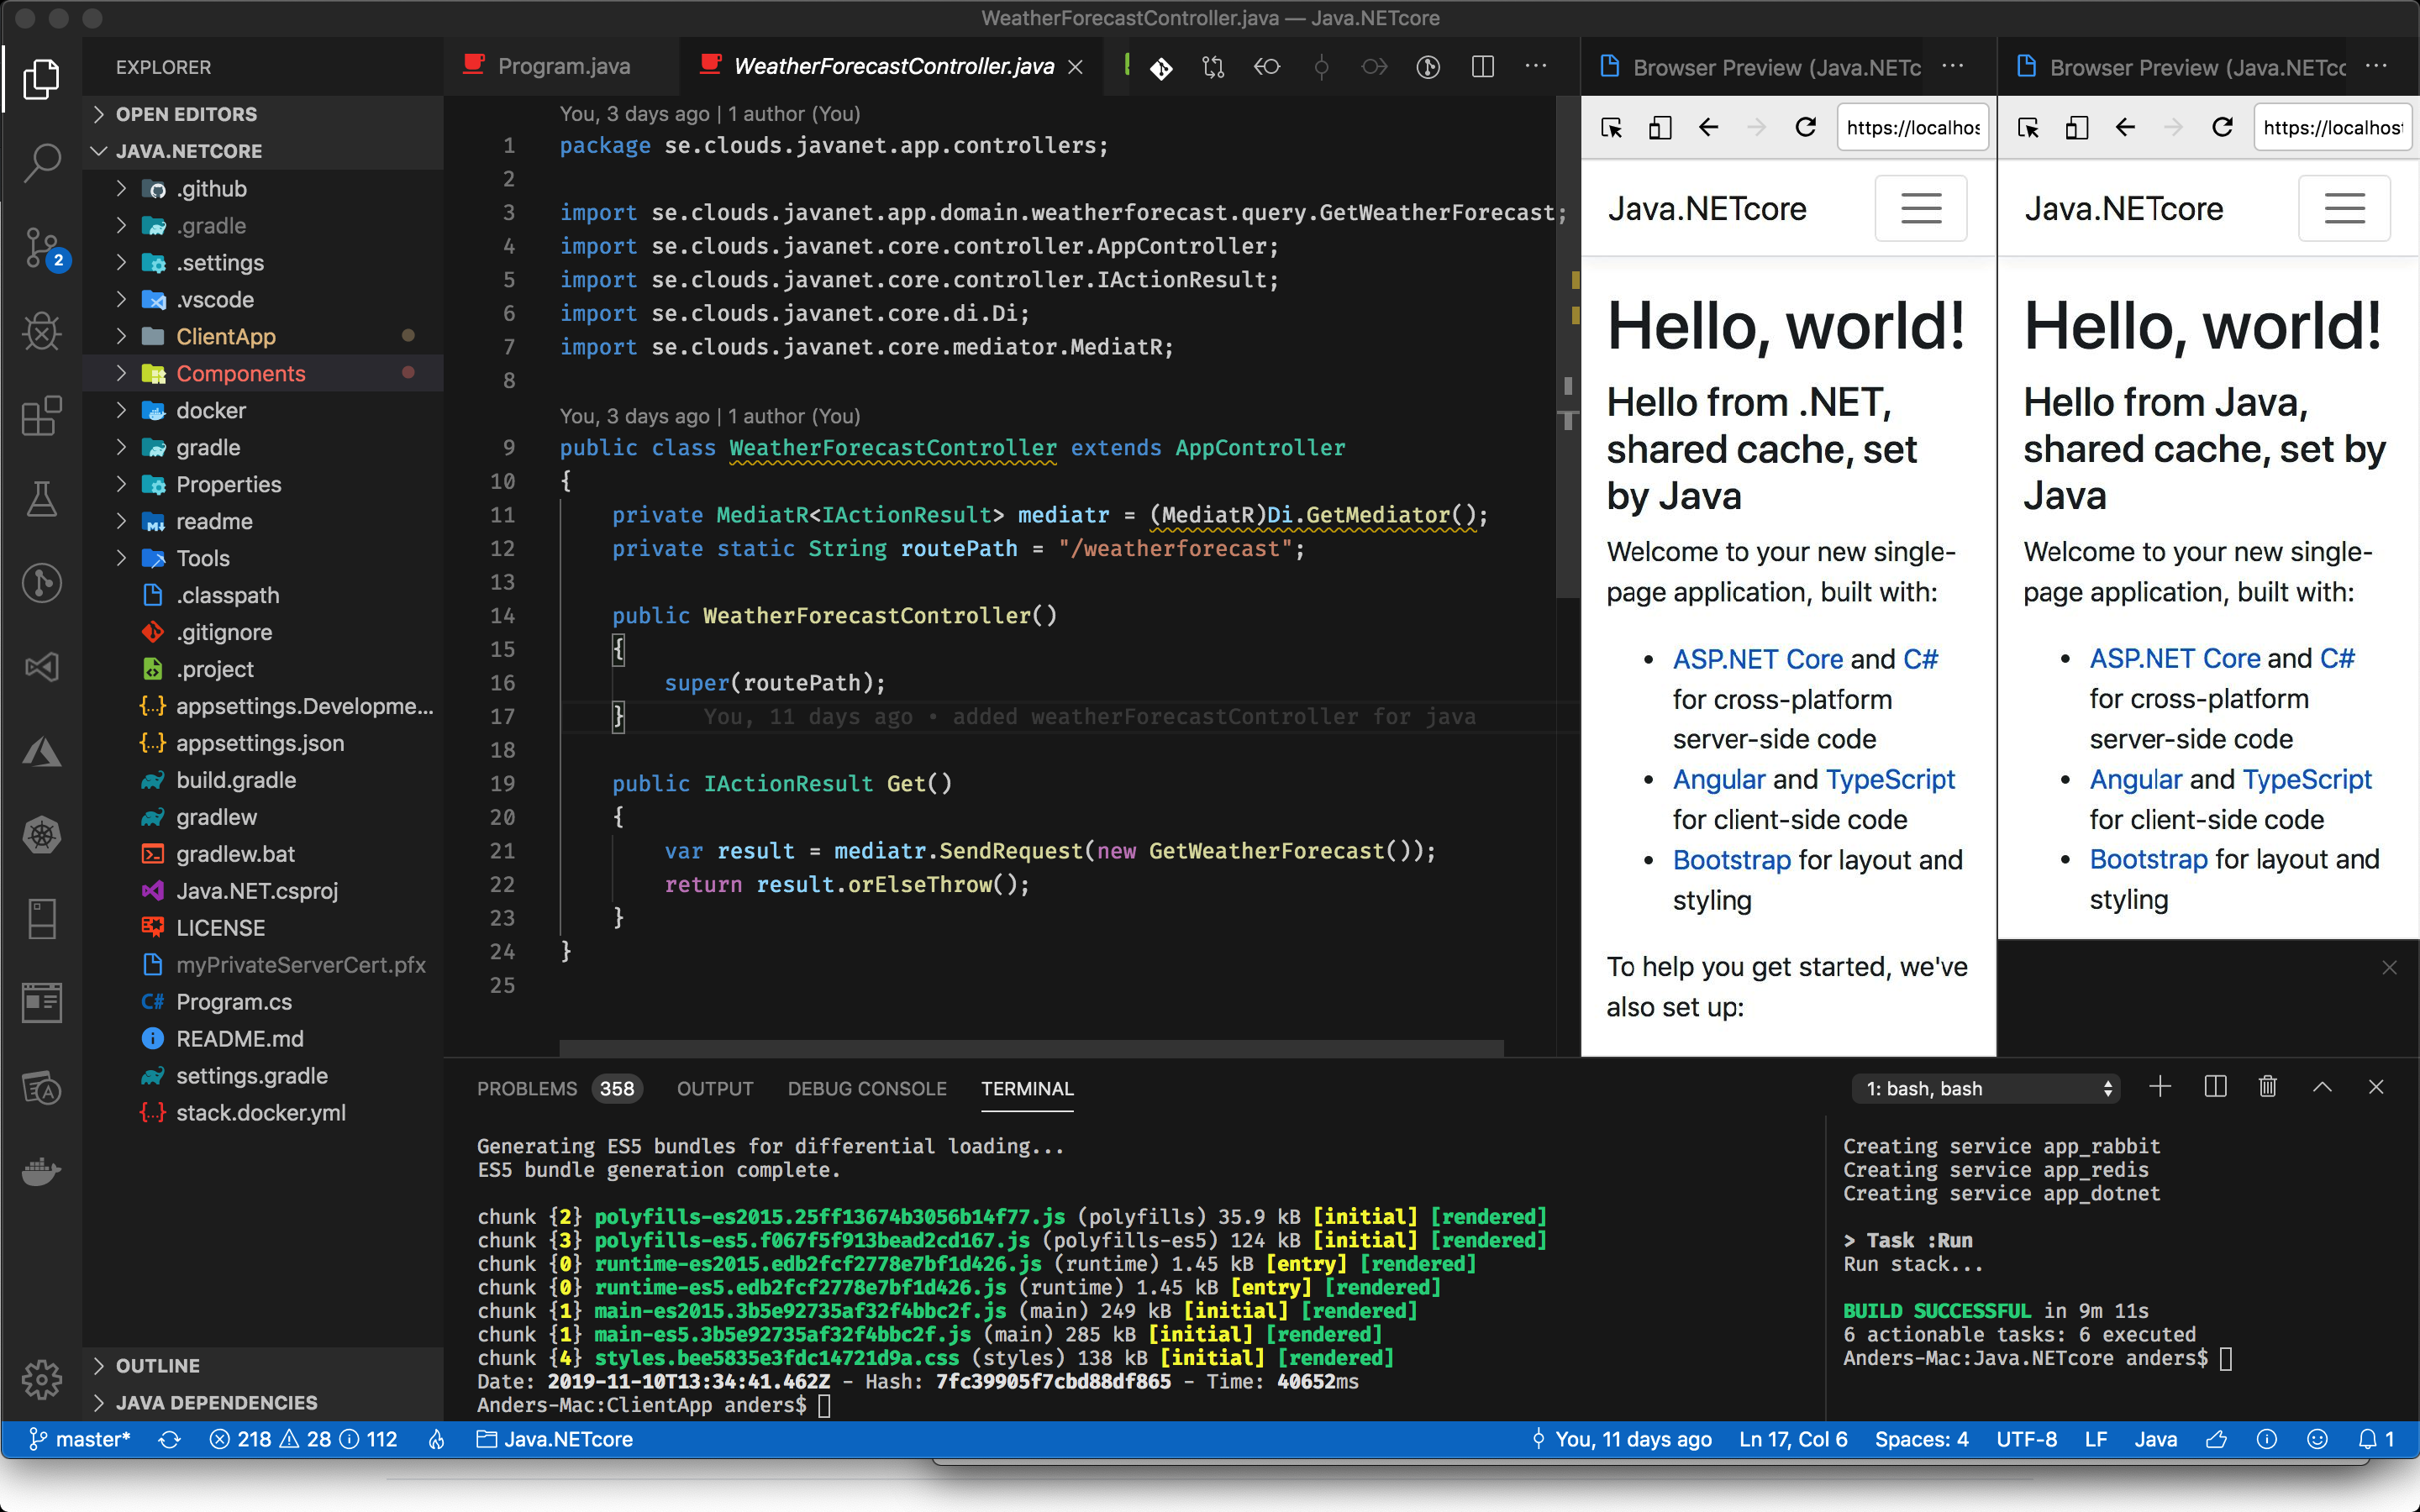 WeatherForecastController.java — Java.NETcore
EXPLORER
OPEN EDITORS
JAVA.NETCORE
.github
.gradle
.settings
.vscode
ClientApp
Components
docker
gradle
Properties
readme
Tools
.classpath
.gitignore
.project
appsettings.Developme...
appsettings.json
build.gradle
gradlew
gradlew.bat
Java.NET.csproj
LICENSE
myPrivateServerCert.pfx
Program.cs
README.md
settings.gradle
stack.docker.yml
OUTLINE
JAVA DEPENDENCIES
2
Program.java
WeatherForecastController.java
You, 3 days ago | 1 author (You)
1 package se.clouds.javanet.app.controllers;
2
3 import se.clouds.javanet.app.domain.weatherforecast.query.GetWeatherForecast;
4 import se.clouds.javanet.core.controller.AppController;
5 import se.clouds.javanet.core.controller.IActionResult;
6 import se.clouds.javanet.core.di.Di;
7 import se.clouds.javanet.core.mediator.MediatR;
8
You, 3 days ago | 1 author (You)
9 public class WeatherForecastController extends AppController
10 {
11 private MediatR<IActionResult> mediatr = (MediatR)Di.GetMediator();
12 private static String routePath = "/weatherforecast";
13
14 public WeatherForecastController()
15 {
16 super(routePath);
17 } You, 11 days ago • added weatherForecastController for java
18
19 public IActionResult Get()
20 {
21 var result = mediatr.SendRequest(new GetWeatherForecast());
22 return result.orElseThrow();
23 }
24 }
25
Browser Preview (Java.NETc
https://localhos
Java.NETcore
Hello, world!
Hello from .NET,
shared cache, set
by Java
Welcome to your new single-
page application, built with:
• ASP.NET Core and C#
for cross-platform
server-side code
• Angular and TypeScript
for client-side code
• Bootstrap for layout and
styling
To help you get started, we've
also set up:
Browser Preview (Java.NETcc
https://localhost
Java.NETcore
Hello, world!
Hello from Java,
shared cache, set by
Java
Welcome to your new single-
page application, built with:
• ASP.NET Core and C#
for cross-platform
server-side code
• Angular and TypeScript
for client-side code
• Bootstrap for layout and
styling
PROBLEMS 358 OUTPUT DEBUG CONSOLE TERMINAL
1: bash, bash
Generating ES5 bundles for differential loading...
ES5 bundle generation complete.
chunk {2} polyfills-es2015.25ff13674b3056b14f77.js (polyfills) 35.9 kB [initial] [rendered]
chunk {3} polyfills-es5.f067f5f913bead2cd167.js (polyfills-es5) 124 kB [initial] [rendered]
chunk {0} runtime-es2015.edb2fcf2778e7bf1d426.js (runtime) 1.45 kB [entry] [rendered]
chunk {0} runtime-es5.edb2fcf2778e7bf1d426.js (runtime) 1.45 kB [entry] [rendered]
chunk {1} main-es2015.3b5e92735af32f4bbc2f.js (main) 249 kB [initial] [rendered]
chunk {1} main-es5.3b5e92735af32f4bbc2f.js (main) 285 kB [initial] [rendered]
chunk {4} styles.bee5835e3fdc14721d9a.css (styles) 138 kB [initial] [rendered]
Date: 2019-11-10T13:34:41.462Z - Hash: 7fc39905f7cbd88df865 - Time: 40652ms
Anders-Mac:ClientApp anders$
Creating service app_rabbit
Creating service app_redis
Creating service app_dotnet
> Task :Run
Run stack...
BUILD SUCCESSFUL in 9m 11s
6 actionable tasks: 6 executed
Anders-Mac:Java.NETcore anders$
master* 218 28 112 Java.NETcore You, 11 days ago Ln 17, Col 6 Spaces: 4 UTF-8 LF Java 1